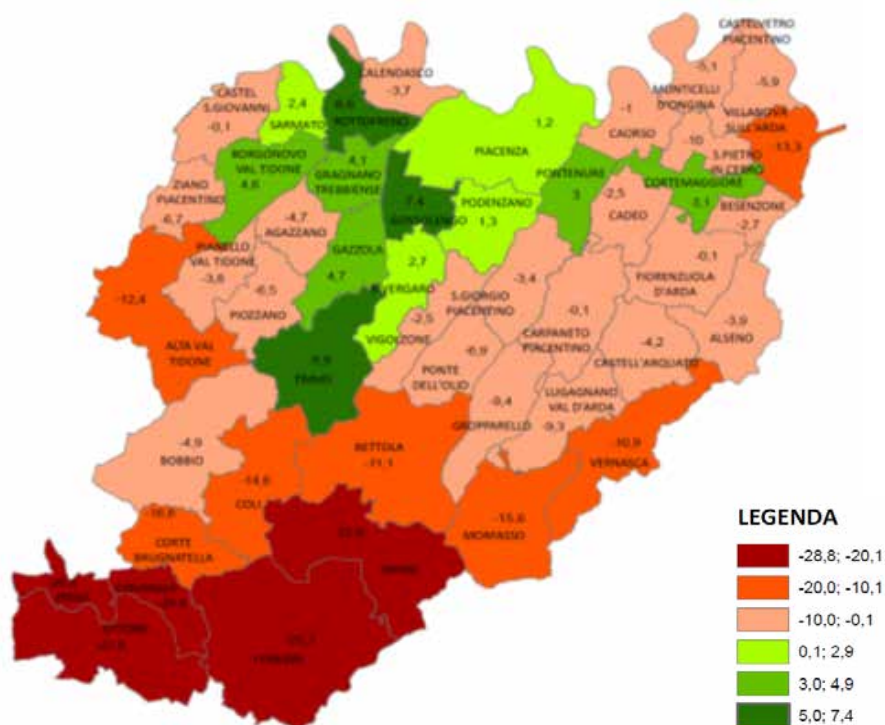 CASTELVETRO
PIACENTINO
-5,1
CALENDASCO
-3,7
MONTICELLI
D'ONGINA
-5,9
CASTEL
S.GIOVANNI
-0,1
2,4
SARMATO
ROTTOFRENO
-1
CAORSO
VILLANOVA
SULL'ARDA
-13,3
1,2
PIACENZA
-10
S.PIETRO
IN CERRO
BORGONOVO
VAL TIDONE
4,6
4,1
GRAGNANO
TREBBIENSE
PONTENURE
3
CORTEMAGGIORE
3,1
ZIANO
PIACENTINO
-6,7
7,4
GOSSOLENGO
PODENZANO
1,3
-2,5
CADEO
BESENZONE
-2,7
-4,7
AGAZZANO
GAZZOLA
4,7
PIANELLO
VAL TIDONE
-3,8
2,7
RIVERGARO
-0,1
FIORENZUOLA
D'ARDA
-12,4
-6,5
PIOZZANO
S.GIORGIO
PIACENTINO
-3,4
-2,5
VIGOLZONE
-0,1
CARPANETO
PIACENTINO
-3,9
ALSENO
ALTA VAL
TIDONE
-4,2
CASTELL'ARQUATO
TRAVO
-6,9
PONTE
DELL'OLIO
LUGAGNANO
VAL D'ARDA
-9,3
-9,4
GROPPARELLO
-4,9
BOBBIO
BETTOLA
-11,1
-10,9
VERNASCA
-14,6
COLI
-15,6
MORFASSO
CORTE
BRUGNATELLA
LEGENDA
-28,8; -20,1
-20,0; -10,1
-10,0; -0,1
0,1; 2,9
3,0; 4,9
5,0; 7,4